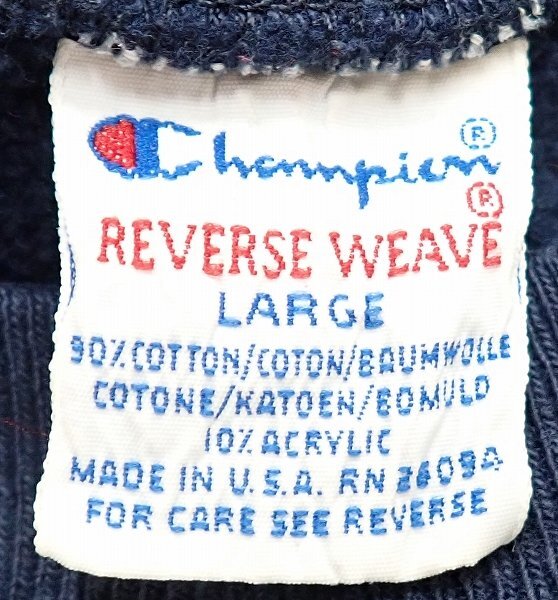 Champion ®
REVERSE WEAVE ®
LARGE
90% COTTON/COTON/BAUMWOLLE
COTONE/KATOEN/BOMULD
10% ACRYLIC
MADE IN U.S.A. RN 26094
FOR CARE SEE REVERSE